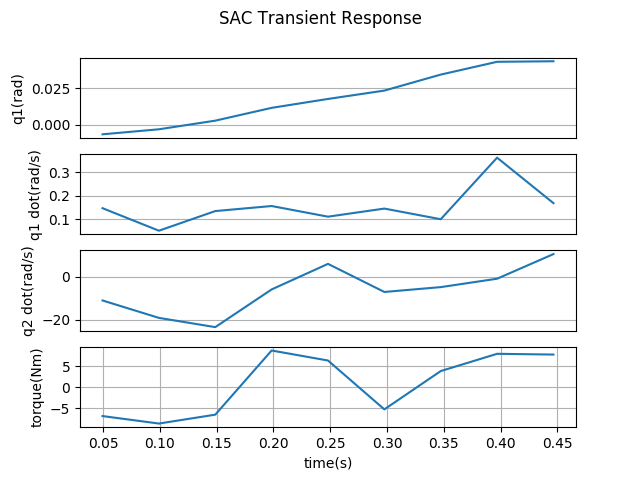 SAC Transient Response
q1(rad)
0.025
0.000
q1 dot(rad/s)
0.3
0.2
0.1
q2 dot(rad/s)
0
−20
torque(Nm)
5
0
−5
0.05 0.10 0.15 0.20 0.25 0.30 0.35 0.40 0.45
time(s)